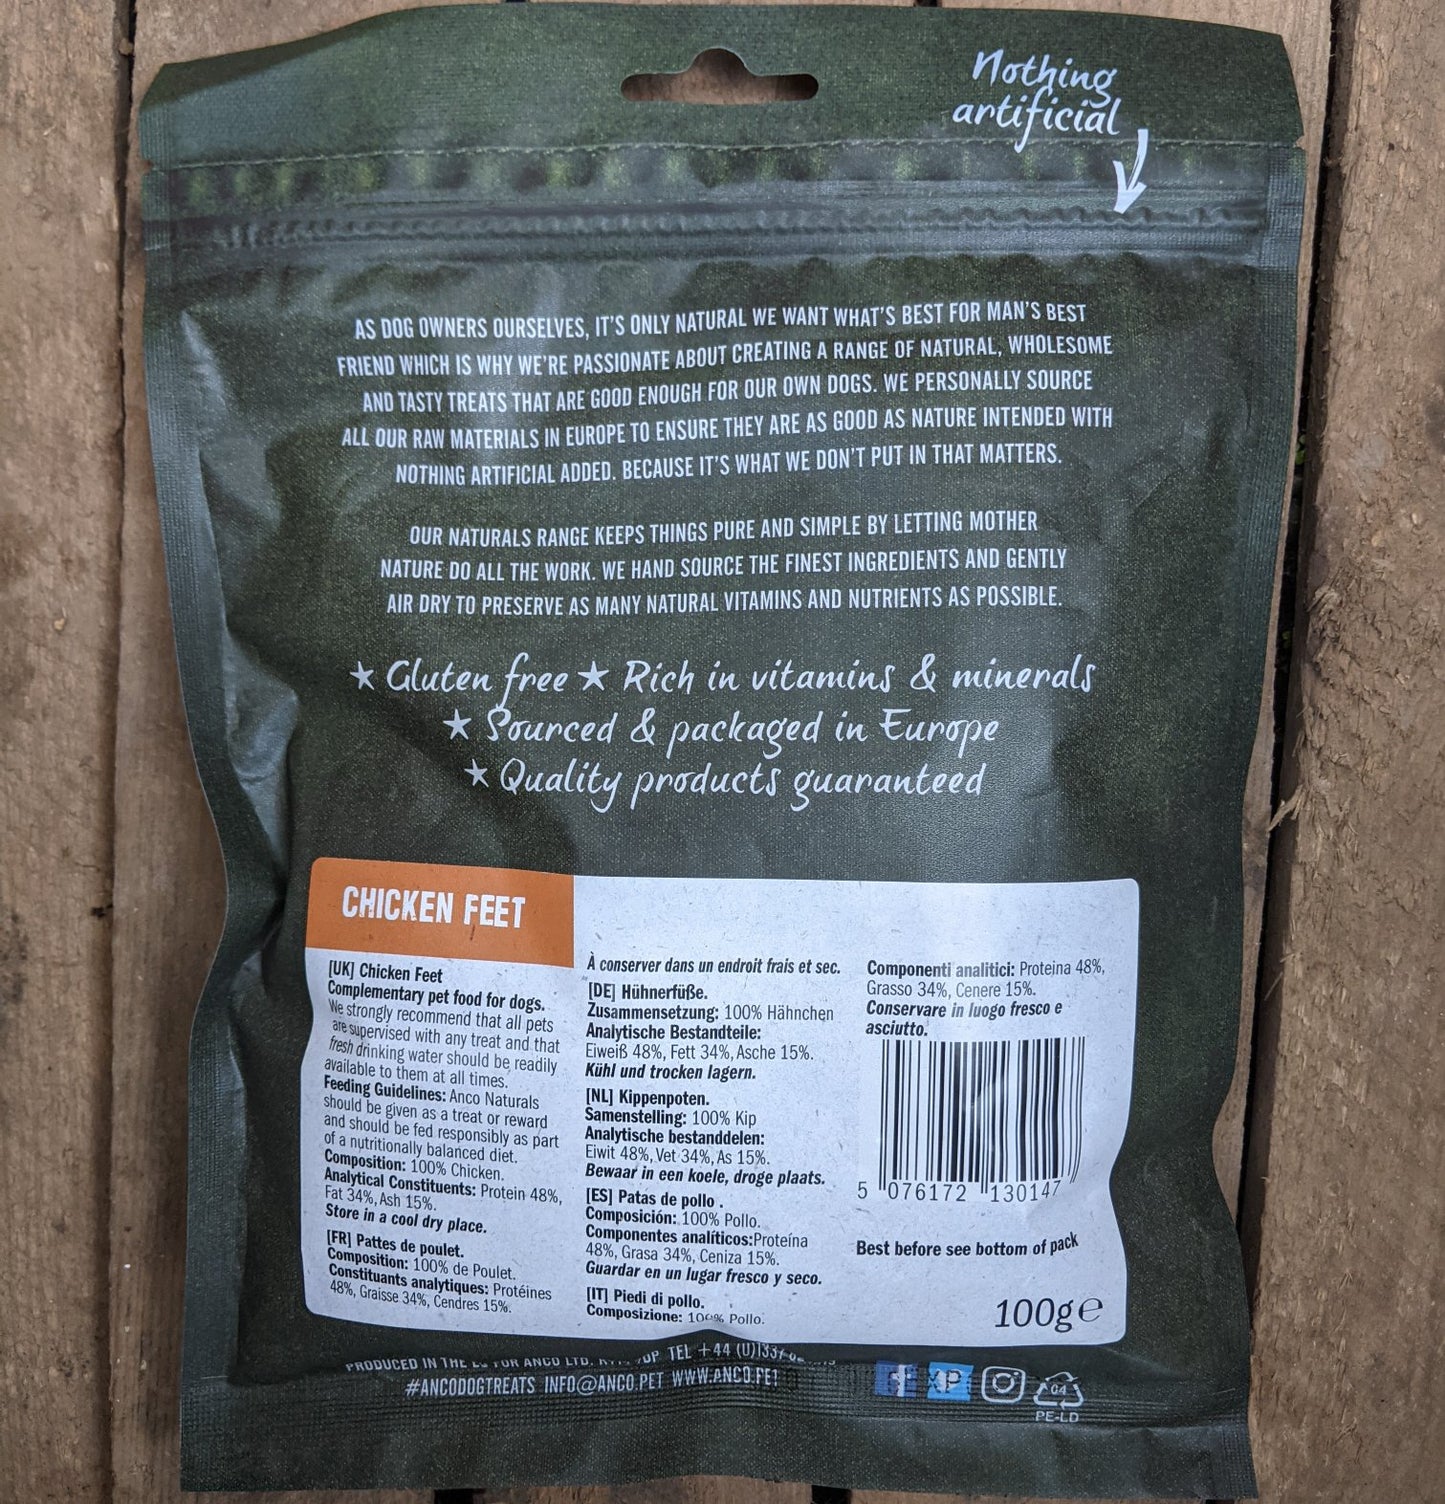 Nothing
artificial
AS DOG OWNERS OURSELVES, IT'S ONLY NATURAL WE WANT WHAT'S BEST FOR MAN'S BEST
FRIEND WHICH IS WHY WE'RE PASSIONATE ABOUT CREATING A RANGE OF NATURAL, WHOLESOME
AND TASTY TREATS THAT ARE GOOD ENOUGH FOR OUR OWN DOGS. WE PERSONALLY SOURCE
ALL OUR RAW MATERIALS IN EUROPE TO ENSURE THEY ARE AS GOOD AS NATURE INTENDED WITH
NOTHING ARTIFICIAL ADDED. BECAUSE IT'S WHAT WE DON'T PUT IN THAT MATTERS.
OUR NATURALS RANGE KEEPS THINGS PURE AND SIMPLE BY LETTING MOTHER
NATURE DO ALL THE WORK. WE HAND SOURCE THE FINEST INGREDIENTS AND GENTLY
AIR DRY TO PRESERVE AS MANY NATURAL VITAMINS AND NUTRIENTS AS POSSIBLE.
★ Gluten free ★ Rich in vitamins & minerals
★ Sourced & packaged in Europe
★ Quality products guaranteed
CHICKEN FEET
[UK] Chicken Feet
Complementary pet food for dogs.
We strongly recommend that all pets
are supervised with any treat and that
fresh drinking water should be readily
available to them at all times.
Feeding Guidelines: Anco Naturals
should be given as a treat or reward
and should be fed responsibly as part
of a nutritionally balanced diet.
Composition: 100% Chicken.
Analytical Constituents: Protein 48%,
Fat 34%, Ash 15%.
Store in a cool dry place.
[FR] Pattes de poulet.
Composition: 100% de Poulet.
Constituants analytiques: Protéines
48%, Graisse 34%, Cendres 15%.
À conserver dans un endroit frais et sec.
[DE] Hühnerfüße.
Zusammensetzung: 100% Hähnchen
Analytische Bestandteile:
Eiweiß 48%, Fett 34%, Asche 15%.
Kühl und trocken lagern.
[NL] Kippenpoten.
Samenstelling: 100% Kip
Analytische bestanddelen:
Eiwit 48%, Vet 34%, As 15%.
Bewaar in een koele, droge plaats.
[ES] Patas de pollo .
Composición: 100% Pollo.
Componentes analíticos:Proteína
48%, Grasa 34%, Ceniza 15%.
Guardar en un lugar fresco y seco.
[IT] Piedi di pollo.
Composizione: 100% Pollo.
Componenti analitici: Proteina 48%,
Grasso 34%, Cenere 15%.
Conservare in luogo fresco e
asciutto.
5 076172 130147
Best before see bottom of pack
100g℮
PRODUCED IN THE FOR ANCO LTD, TEL +44
#ANCODOGTREATS INFO@ANCO.PET WWW.ANCO.PET
04
PE-LD